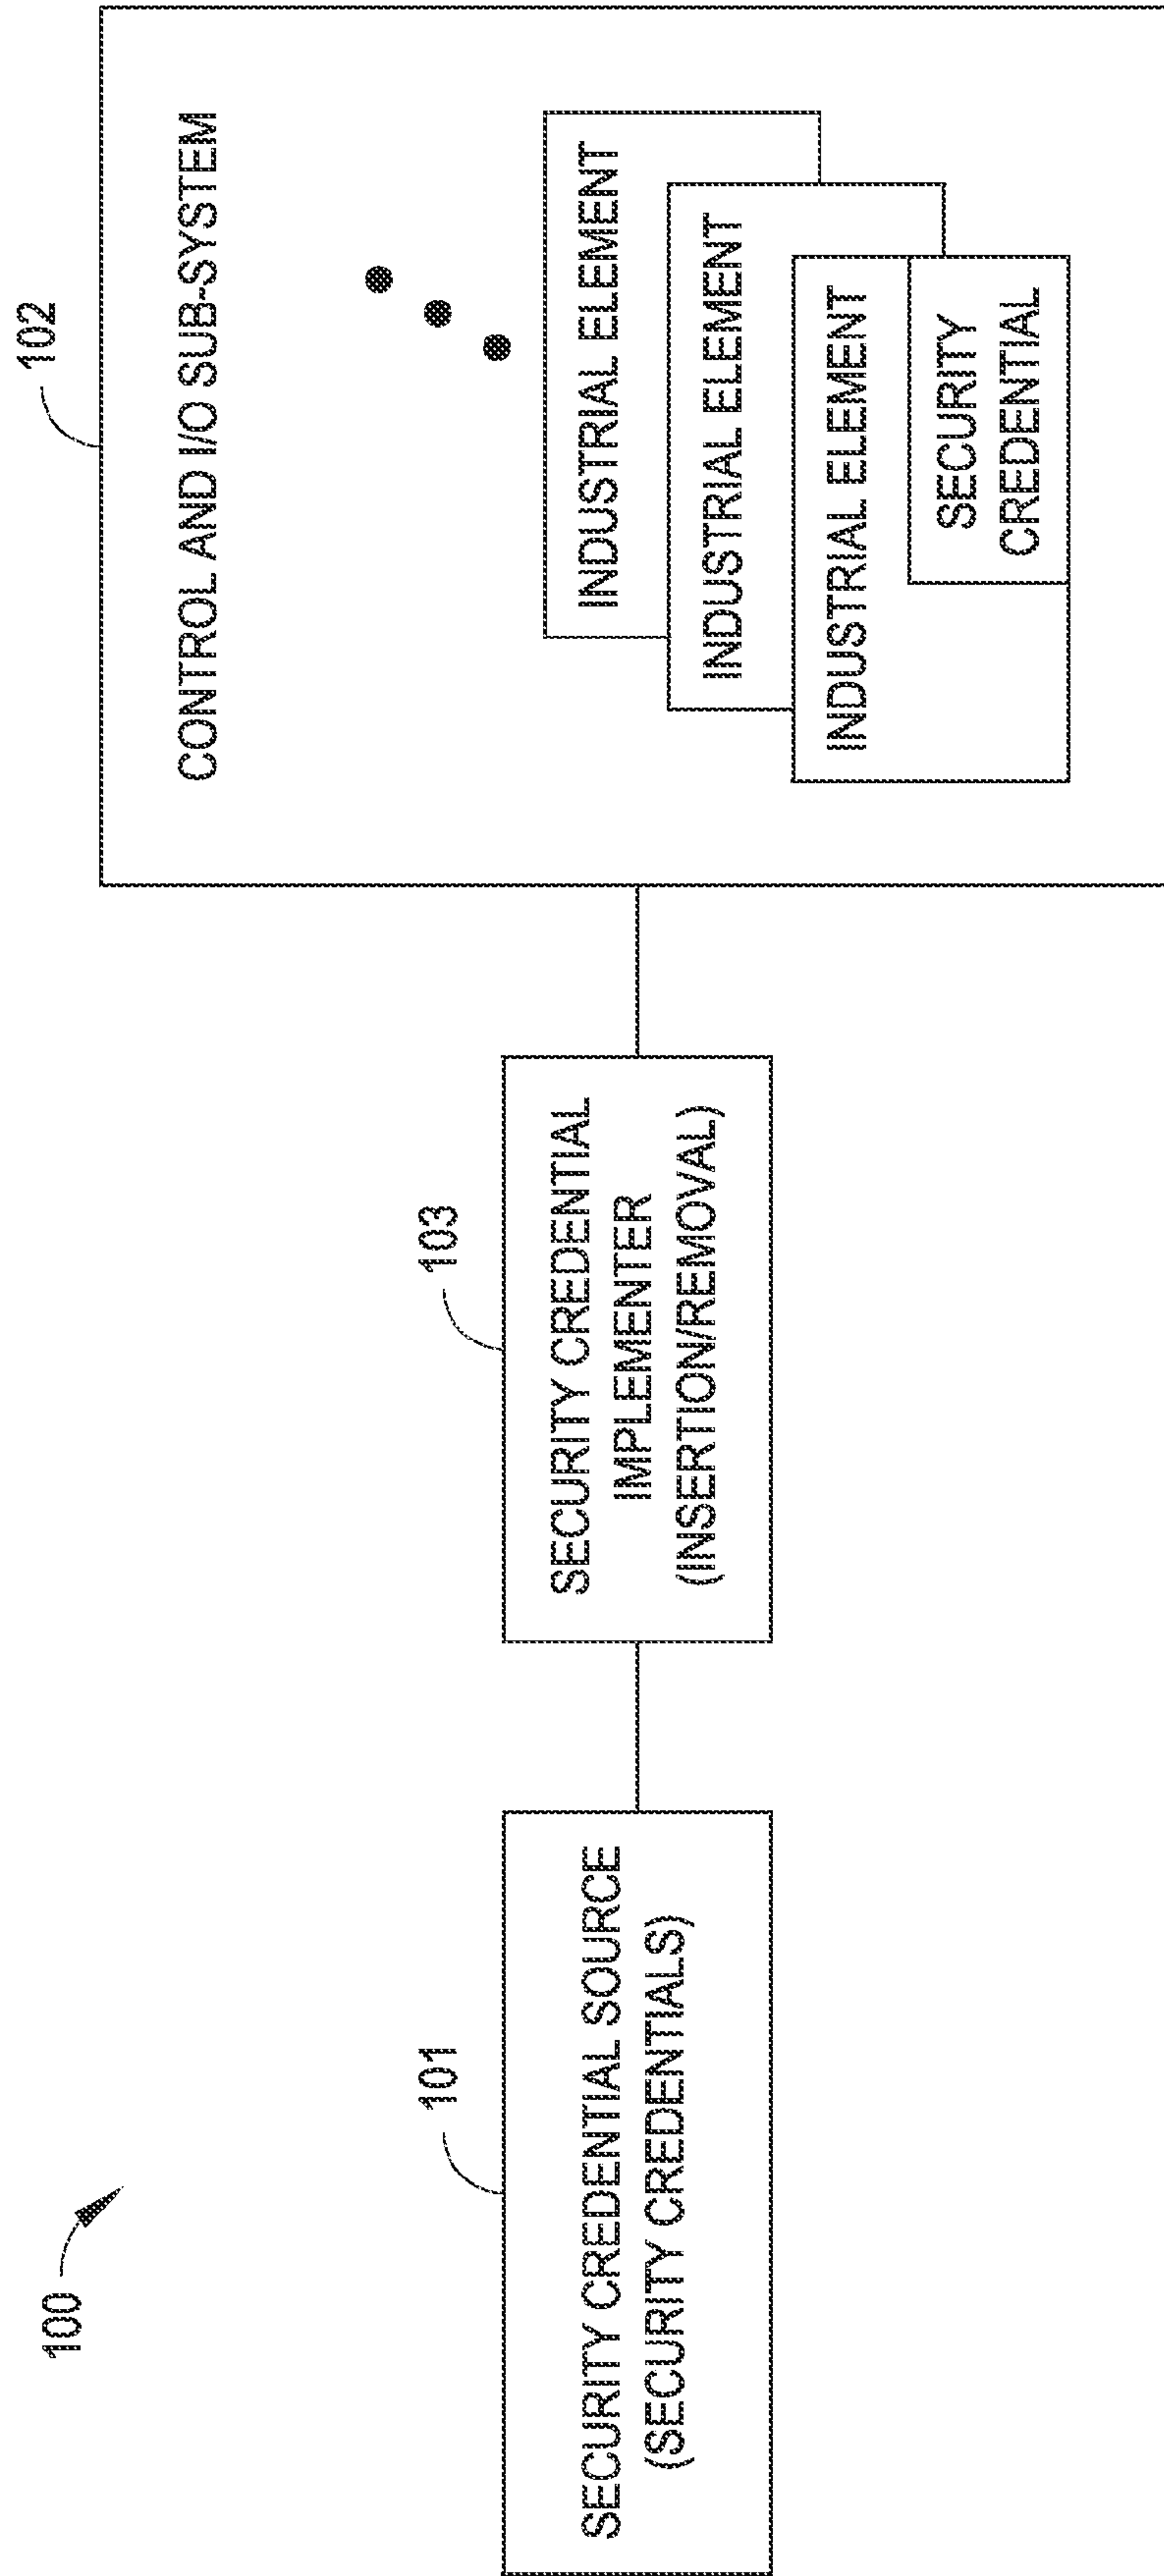 100
101
SECURITY CREDENTIAL SOURCE
(SECURITY CREDENTIALS)
103
SECURITY CREDENTIAL
IMPLEMENTER
(INSERTION/REMOVAL)
102
CONTROL AND I/O SUB-SYSTEM
INDUSTRIAL ELEMENT
INDUSTRIAL ELEMENT
INDUSTRIAL ELEMENT
SECURITY
CREDENTIAL